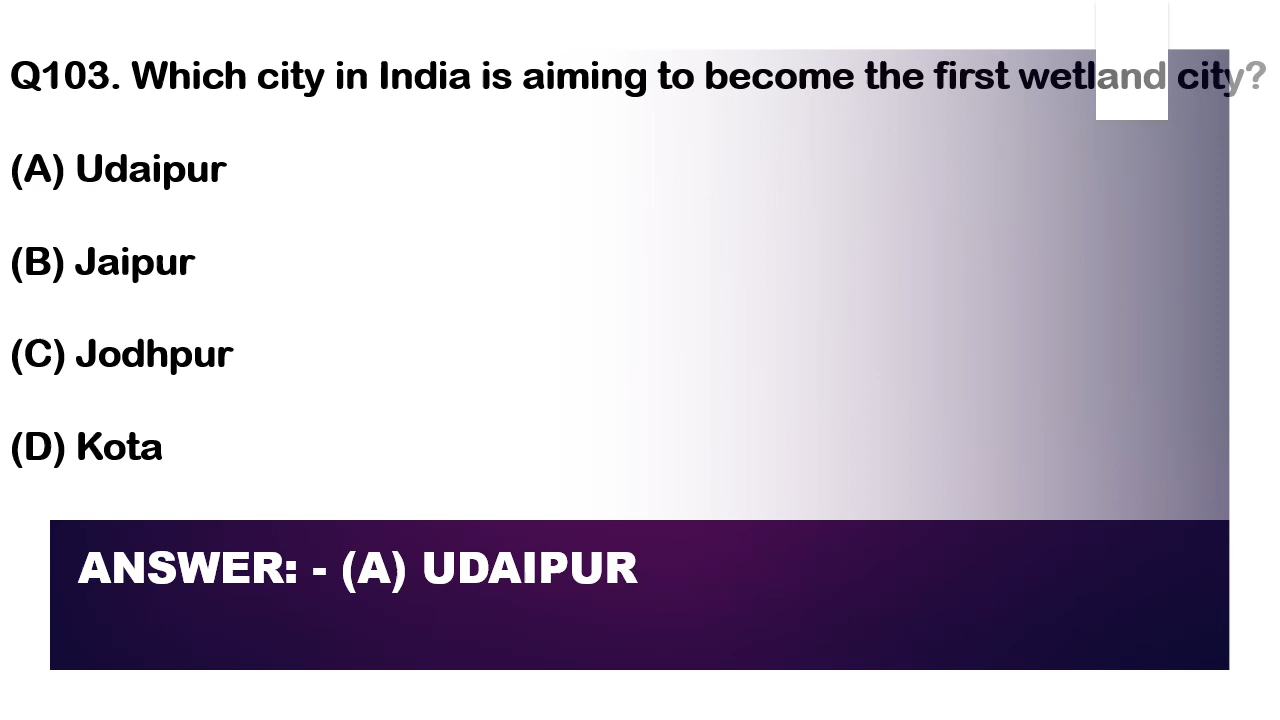 Q103. Which city in India is aiming to become the first wetland city?
(A) Udaipur
(B) Jaipur
(C) Jodhpur
(D) Kota
ANSWER: - (A) UDAIPUR